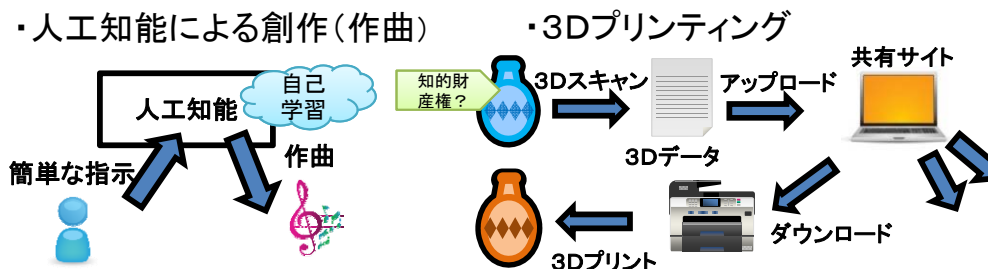 ・人工知能による創作(作曲)
人工知能
自己
学習
簡単な指示
作曲
・3Dプリンティング
知的財
産権?
3Dスキャン
3Dデータ
アップロード
共有サイト
ダウンロード
3Dプリント